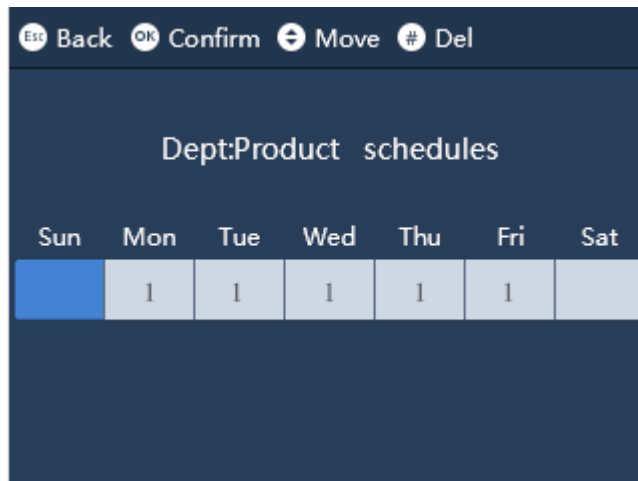 Esc Back OK Confirm Move # Del
Dept:Product schedules
Sun Mon Tue Wed Thu Fri Sat
1 1 1 1 1